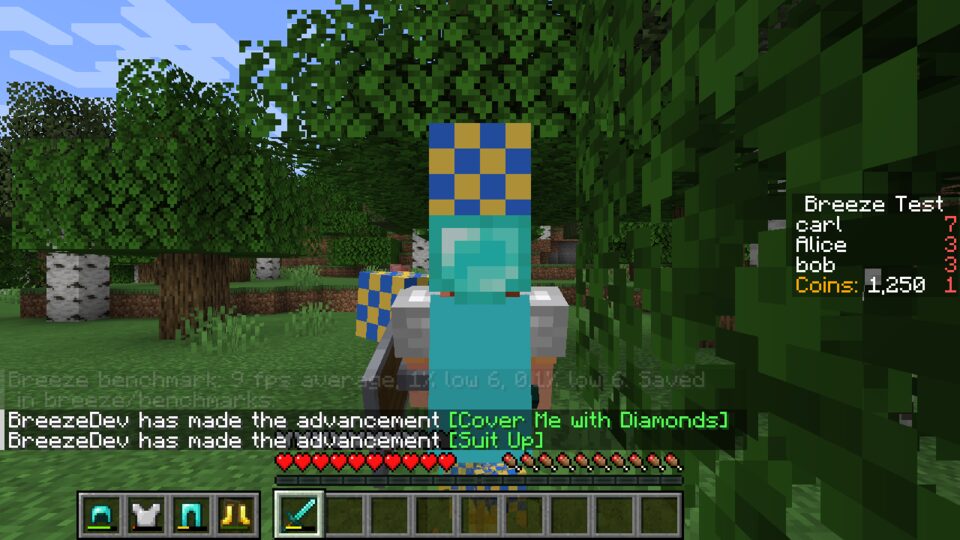 Breeze Test
carl 7
Alice 3
bob 3
Coins: 1,250 1
Breeze benchmark: 9 fps average, 1% low 6, 0.1% low 6. Saved
in breeze/benchmarks
BreezeDev has made the advancement [Cover Me with Diamonds]
BreezeDev has made the advancement [Suit Up]